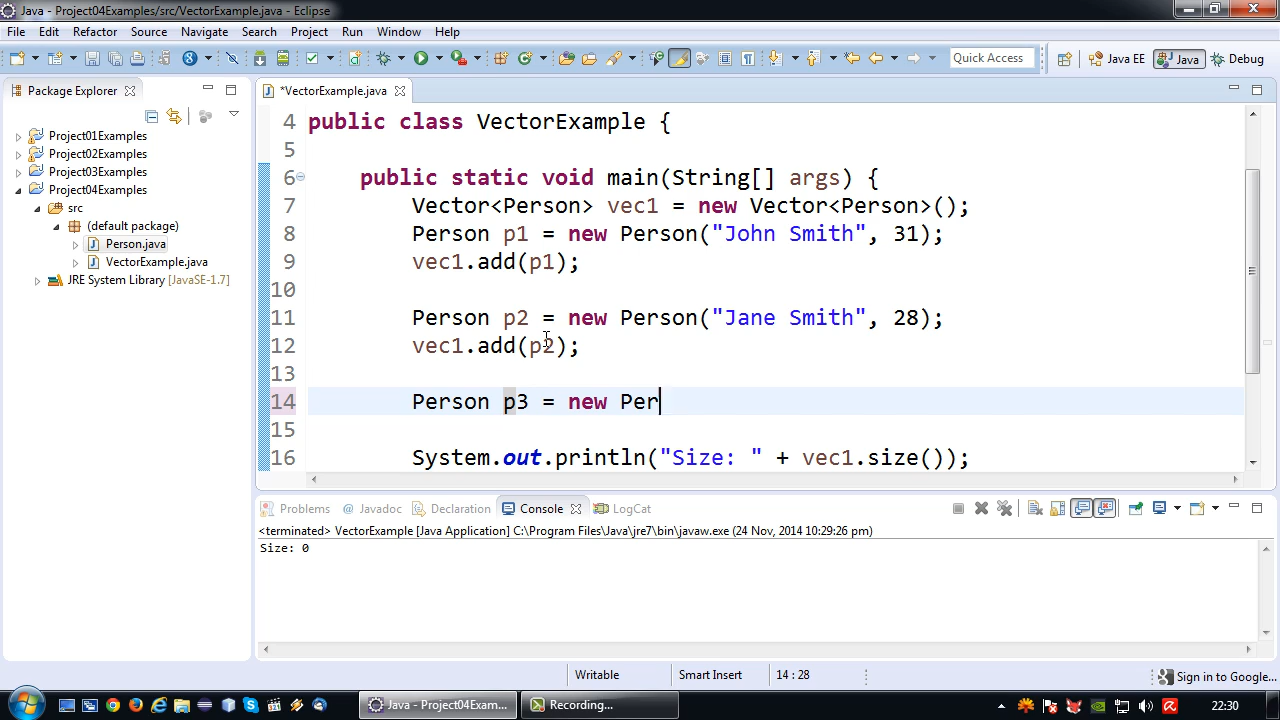 Java - Project04Examples/src/VectorExample.java - Eclipse
File Edit Refactor Source Navigate Search Project Run Window Help
Quick Access Java EE Java Debug
Package Explorer
Project01Examples
Project02Examples
Project03Examples
Project04Examples
src
(default package)
Person.java
VectorExample.java
JRE System Library [JavaSE-1.7]
*VectorExample.java
4 public class VectorExample {
5
6 public static void main(String[] args) {
7 Vector<Person> vec1 = new Vector<Person>();
8 Person p1 = new Person("John Smith", 31);
9 vec1.add(p1);
10
11 Person p2 = new Person("Jane Smith", 28);
12 vec1.add(p2);
13
14 Person p3 = new Per
15
16 System.out.println("Size: " + vec1.size());
Problems @ Javadoc Declaration Console LogCat
<terminated> VectorExample [Java Application] C:\Program Files\Java\jre7\bin\javaw.exe (24 Nov, 2014 10:29:26 pm)
Size: 0
Writable Smart Insert 14 : 28 Sign in to Google...
Java - Project04Exam... Recording... 22:30